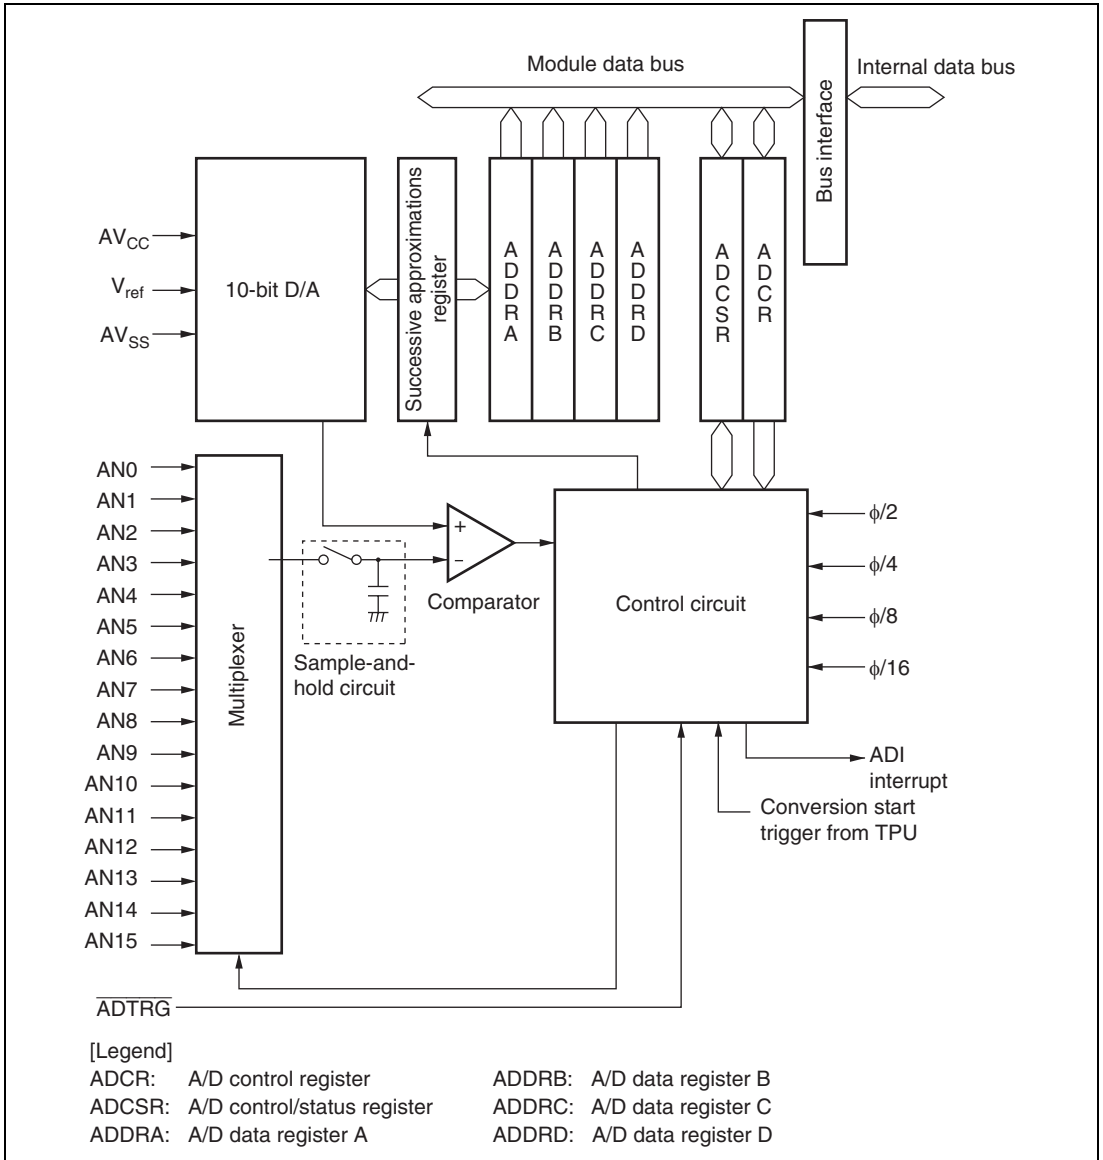 Module data bus
Internal data bus
Bus interface
AVCC
Vref
AVSS
10-bit D/A
Successive approximations
register
ADDRA
ADDRB
ADDRC
ADDRD
ADCSR
ADCR
AN0
AN1
AN2
AN3
AN4
AN5
AN6
AN7
AN8
AN9
AN10
AN11
AN12
AN13
AN14
AN15
Multiplexer
+
−
Comparator
Sample-and-
hold circuit
Control circuit
ϕ/2
ϕ/4
ϕ/8
ϕ/16
ADI
interrupt
Conversion start
trigger from TPU
ADTRG
[Legend]
ADCR: A/D control register
ADCSR: A/D control/status register
ADDRA: A/D data register A
ADDRB: A/D data register B
ADDRC: A/D data register C
ADDRD: A/D data register D